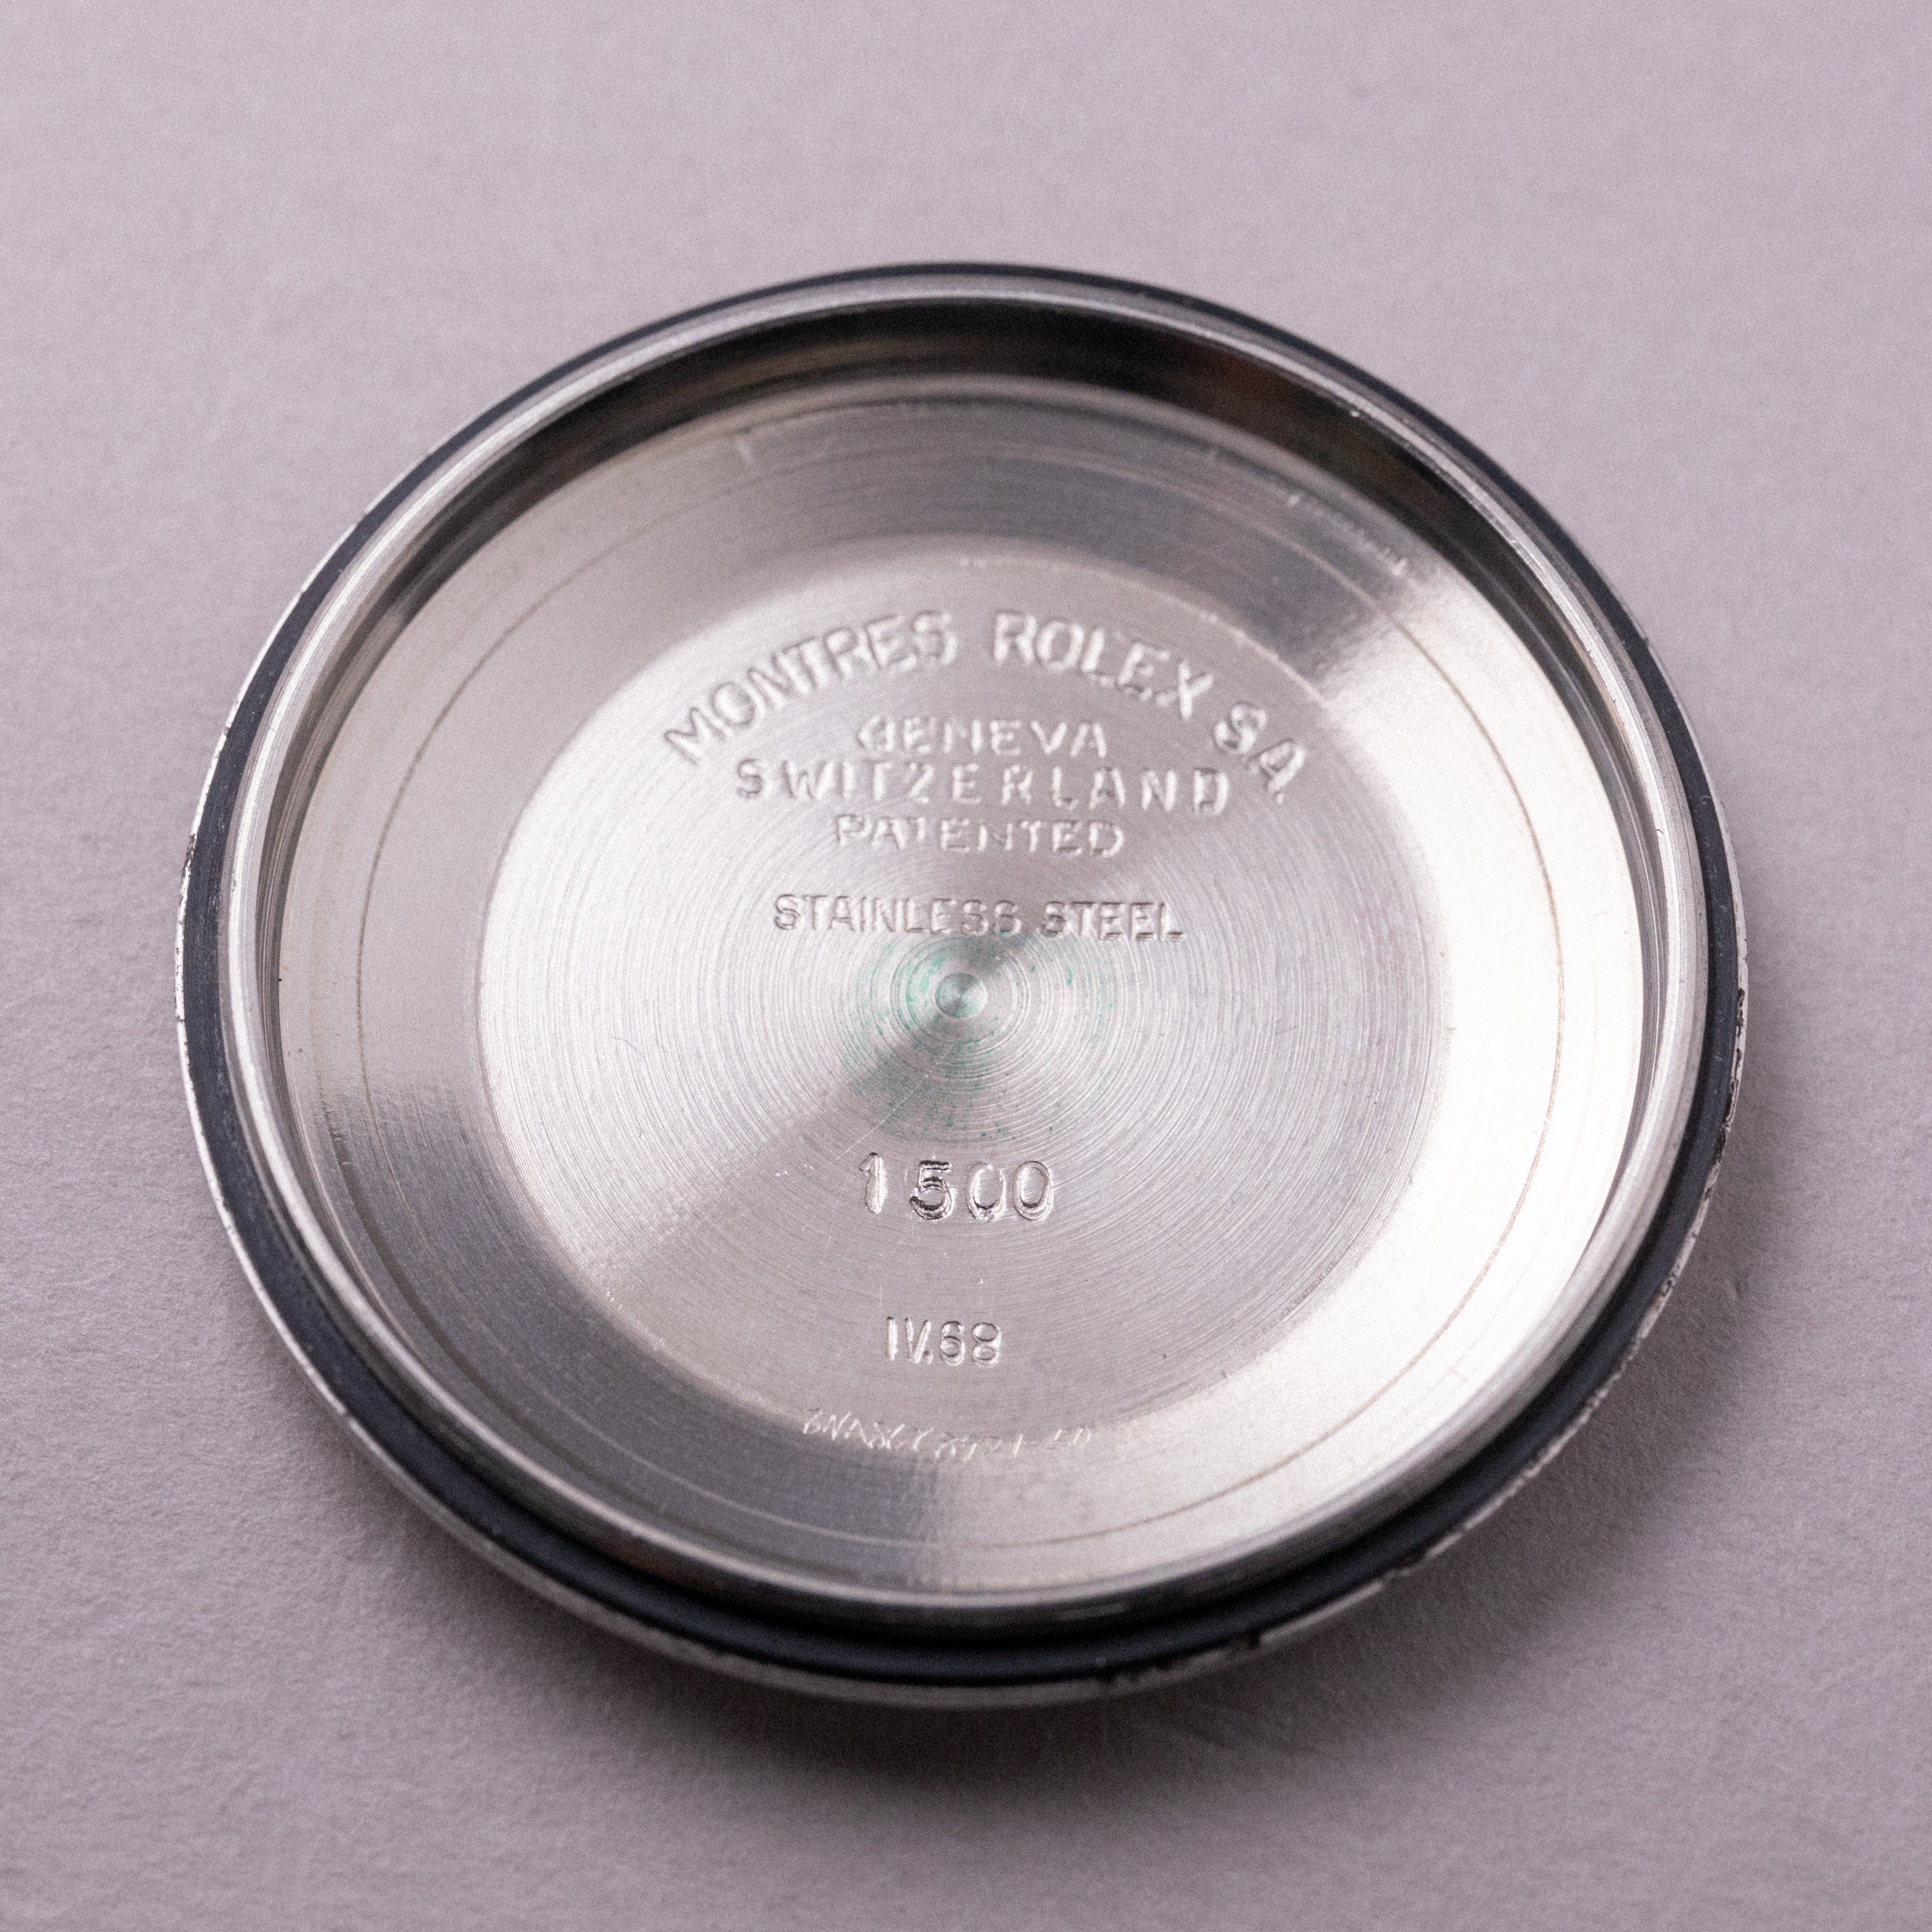 MONTRES ROLEX SA
GENEVA
SWITZERLAND
PATENTED
STAINLESS STEEL
1500
IV.68